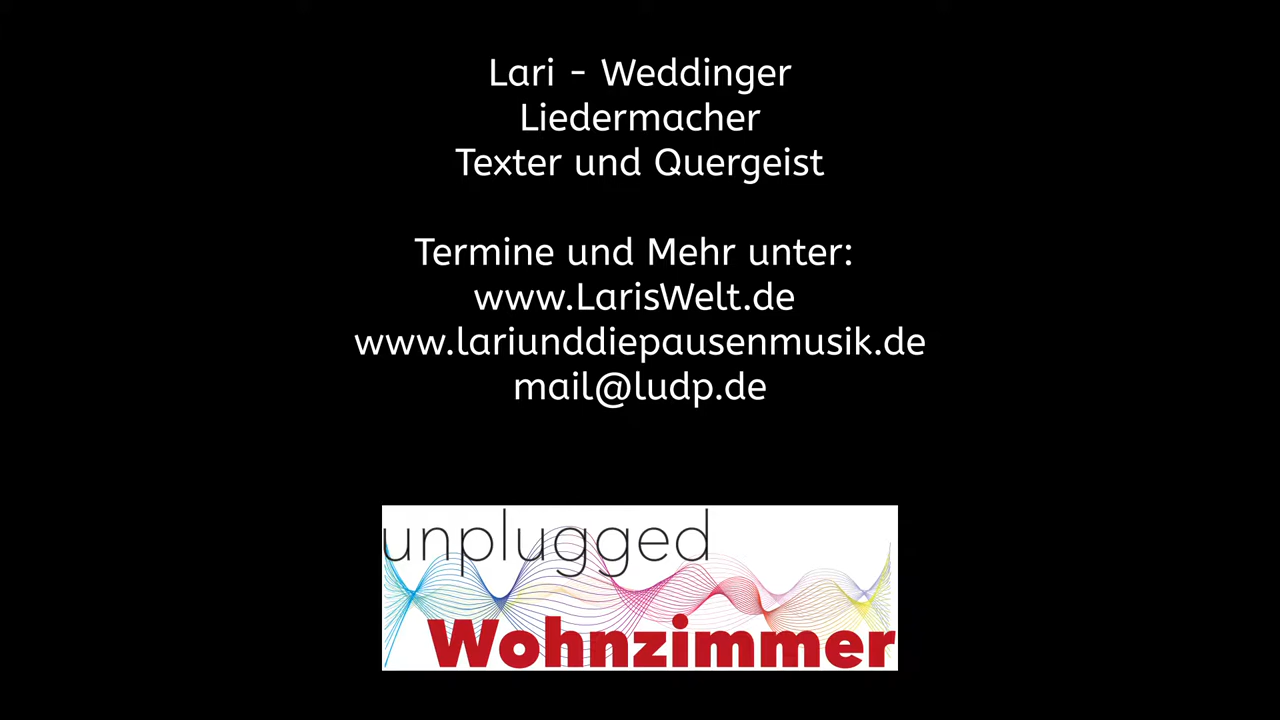 Lari - Weddinger
Liedermacher
Texter und Quergeist
Termine und Mehr unter:
www.LarisWelt.de
www.lariunddiepausenmusik.de
mail@ludp.de
unplugged
Wohnzimmer